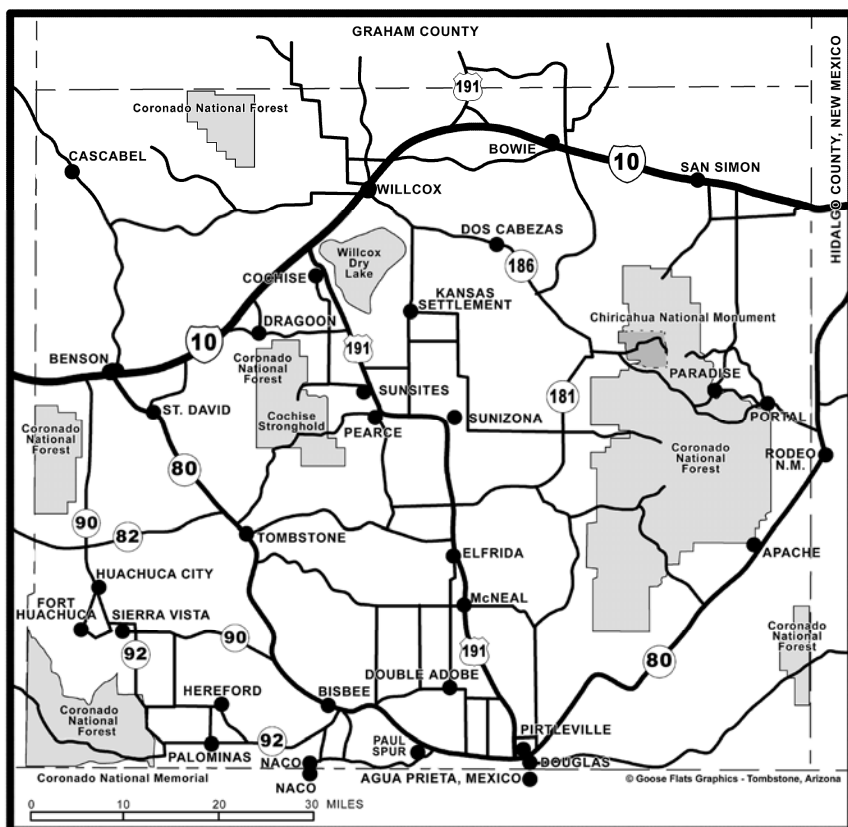 GRAHAM COUNTY
HIDALGO COUNTY, NEW MEXICO
191
Coronado National Forest
CASCABEL
BOWIE
10
SAN SIMON
WILLCOX
DOS CABEZAS
Willcox
Dry
Lake
186
COCHISE
KANSAS
SETTLEMENT
Chiricahua National Monument
DRAGOON
10
191
BENSON
Coronado
National
Forest
PARADISE
SUNSITES
181
ST. DAVID
Cochise
Stronghold
SUNIZONA
PORTAL
Coronado
National
Forest
PEARCE
Coronado
National
Forest
RODEO
N.M.
80
90
82
TOMBSTONE
ELFRIDA
APACHE
HUACHUCA CITY
FORT
HUACHUCA
SIERRA VISTA
McNEAL
90
92
191
80
Coronado
National
Forest
DOUBLE ADOBE
HEREFORD
BISBEE
Coronado
National
Forest
92
PIRTLEVILLE
PALOMINAS
PAUL
SPUR
NACO
DOUGLAS
Coronado National Memorial
NACO
AGUA PRIETA, MEXICO
© Goose Flats Graphics - Tombstone, Arizona
0 10 20 30 MILES